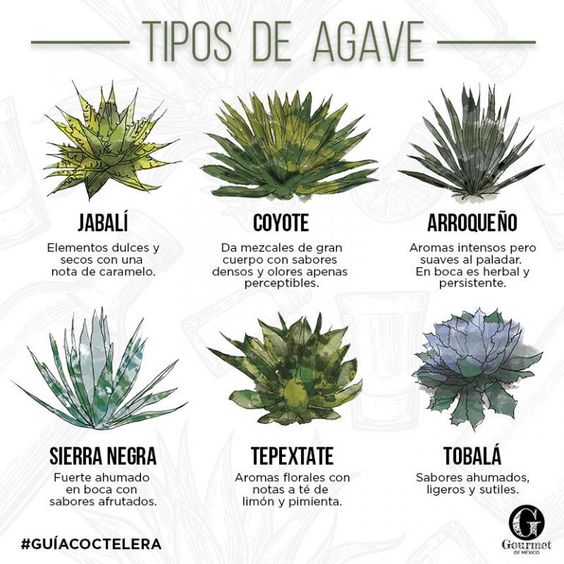 TIPOS DE AGAVE
JABALÍ
Elementos dulces y
secos con una
nota de caramelo.
COYOTE
Da mezcales de gran
cuerpo con sabores
densos y olores apenas
perceptibles.
ARROQUEÑO
Aromas intensos pero
suaves al paladar.
En boca es herbal y
persistente.
SIERRA NEGRA
Fuerte ahumado
en boca con
sabores afrutados.
TEPEXTATE
Aromas florales con
notas a té de
limón y pimienta.
TOBALÁ
Sabores ahumados,
ligeros y sutiles.
#GUÍACOCTELERA
G
Gourmet
DE MÉXICO